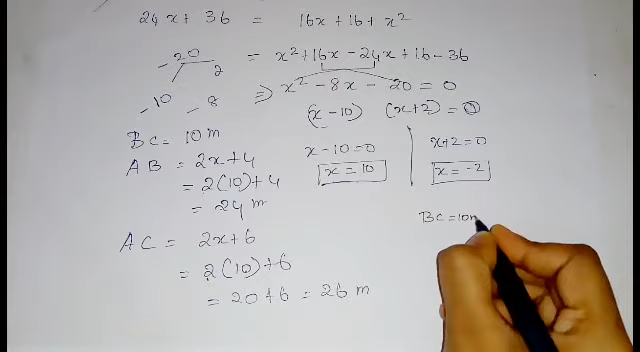 24x + 36 = 16x + 16 + x²
= x² + 16x - 24x + 16 - 36
⇒ x² - 8x - 20 = 0
-20
2
-10 -8
(x - 10) (x + 2) = 0
x - 10 = 0
x = 10
x + 2 = 0
x = -2
BC = 10 m
AB = 2x + 4
= 2(10) + 4
= 24 m
AC = 2x + 6
= 2(10) + 6
= 20 + 6 = 26 m
BC = 10m